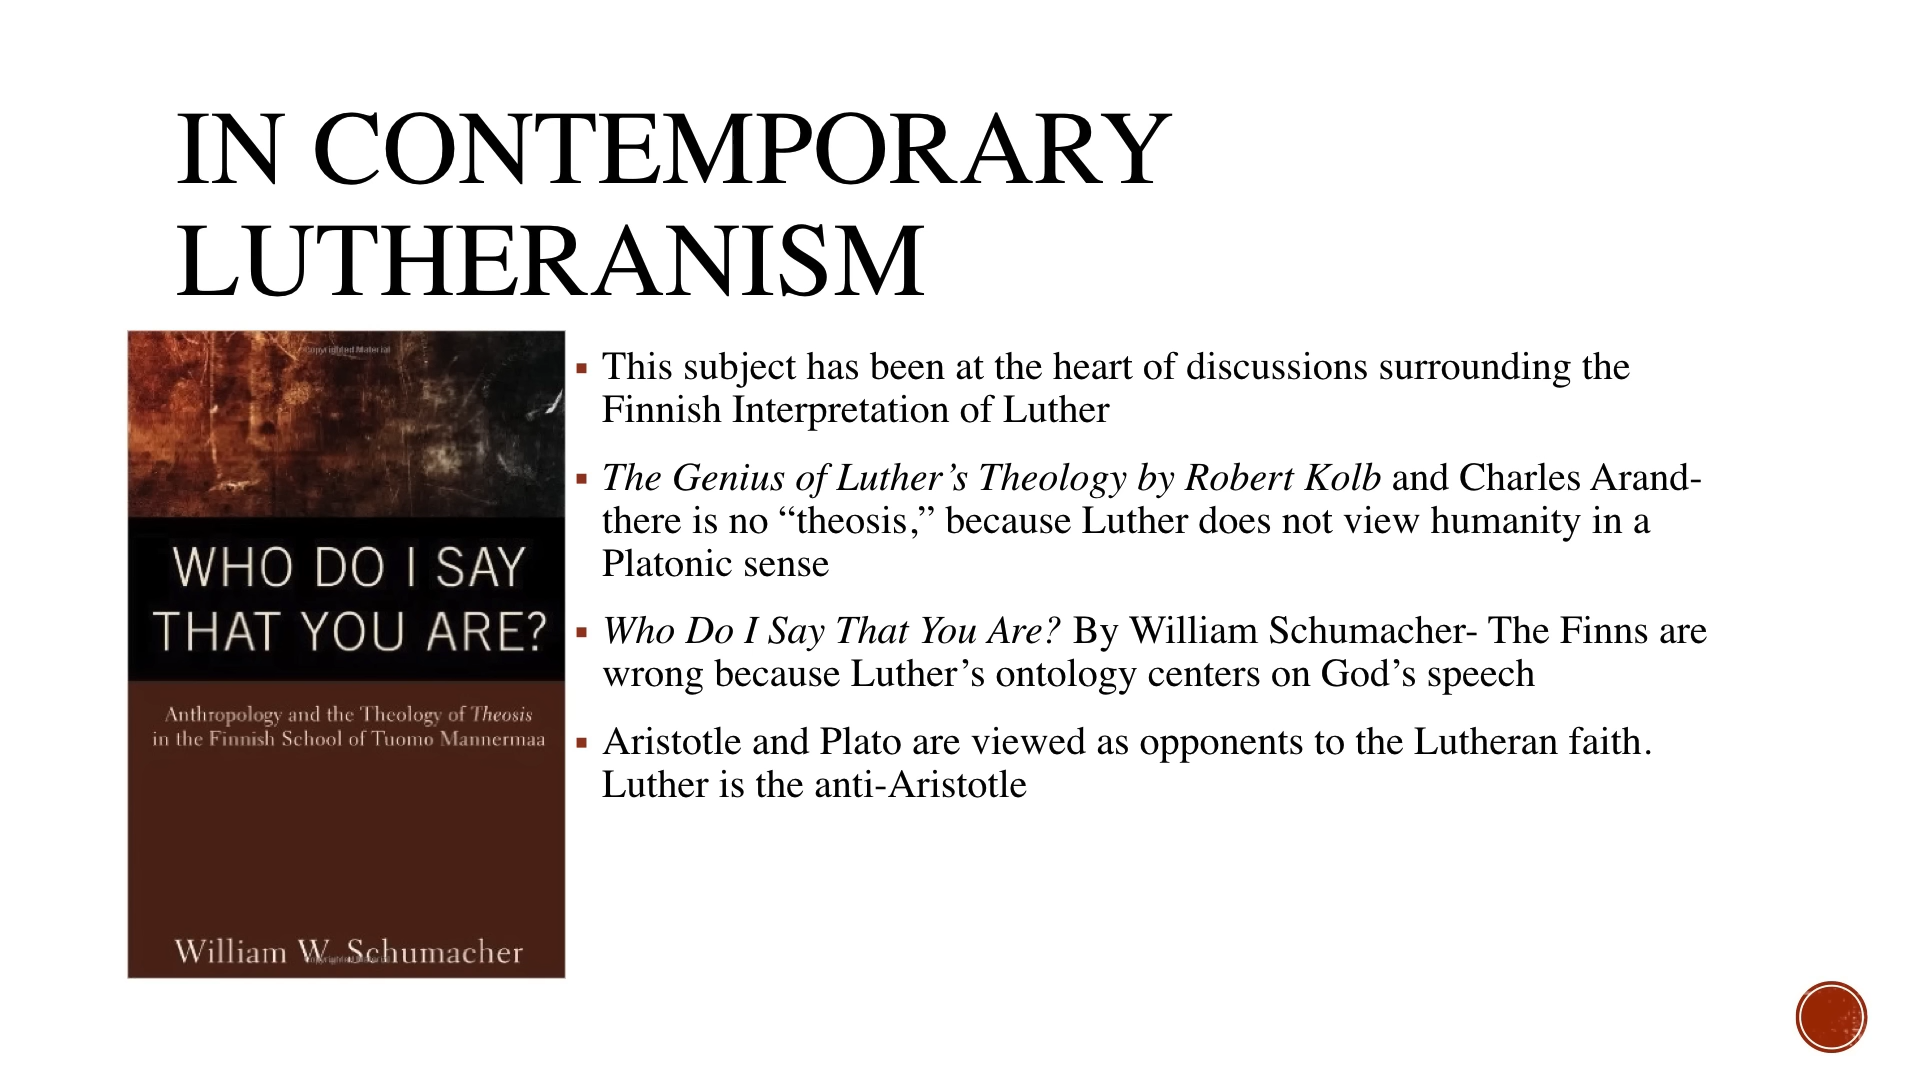 IN CONTEMPORARY
LUTHERANISM
Copyrighted Material
WHO DO I SAY
THAT YOU ARE?
Anthropology and the Theology of Theosis
in the Finnish School of Tuomo Mannermaa
William W. Schumacher
Copyrighted Material
▪ This subject has been at the heart of discussions surrounding the
Finnish Interpretation of Luther
▪ The Genius of Luther’s Theology by Robert Kolb and Charles Arand-
there is no “theosis,” because Luther does not view humanity in a
Platonic sense
▪ Who Do I Say That You Are? By William Schumacher- The Finns are
wrong because Luther’s ontology centers on God’s speech
▪ Aristotle and Plato are viewed as opponents to the Lutheran faith.
Luther is the anti-Aristotle